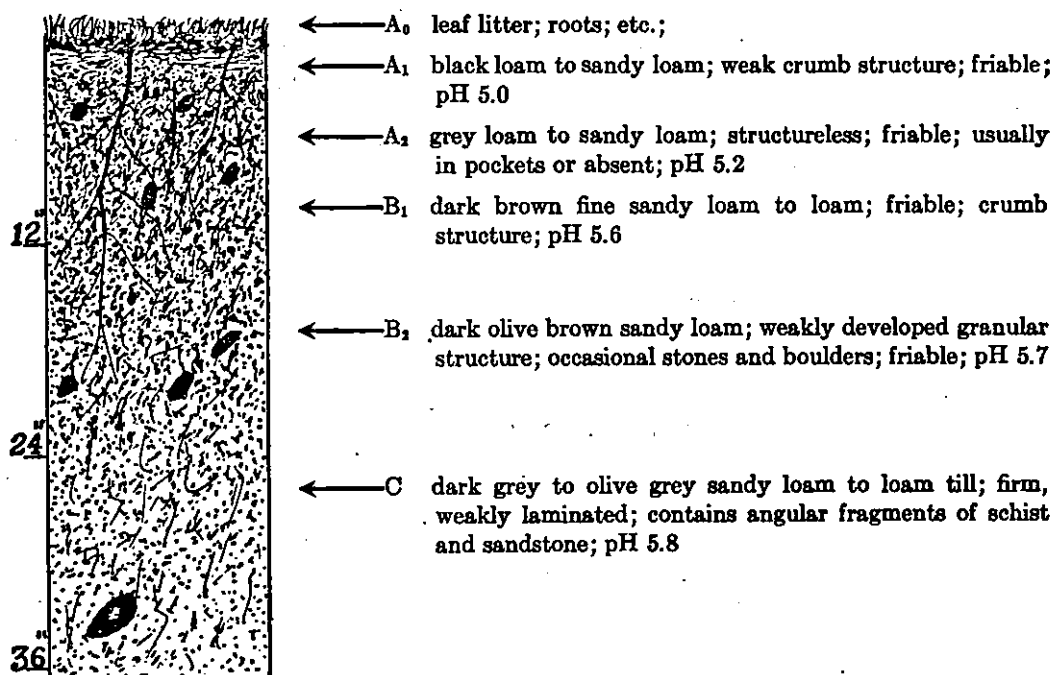 A₀ leaf litter; roots; etc.;
A₁ black loam to sandy loam; weak crumb structure; friable;
pH 5.0
A₂ grey loam to sandy loam; structureless; friable; usually
in pockets or absent; pH 5.2
B₁ dark brown fine sandy loam to loam; friable; crumb
structure; pH 5.6
12"
B₂ dark olive brown sandy loam; weakly developed granular
structure; occasional stones and boulders; friable; pH 5.7
24"
C dark grey to olive grey sandy loam to loam till; firm,
weakly laminated; contains angular fragments of schist
and sandstone; pH 5.8
36"